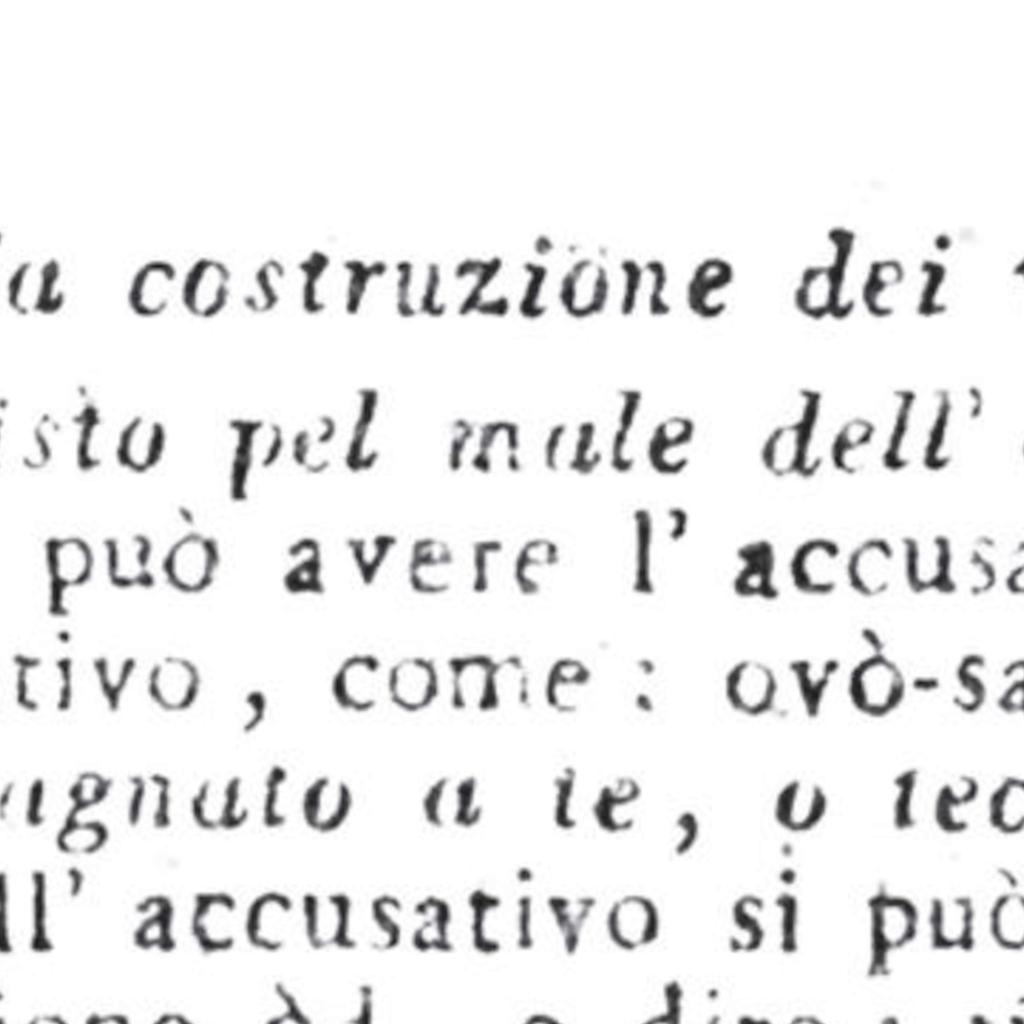 la costruzione dei
isto pel male dell'
può avere l' accusa
tivo, come: ovò-sa
agnato a te, o tec
ll' accusativo si può